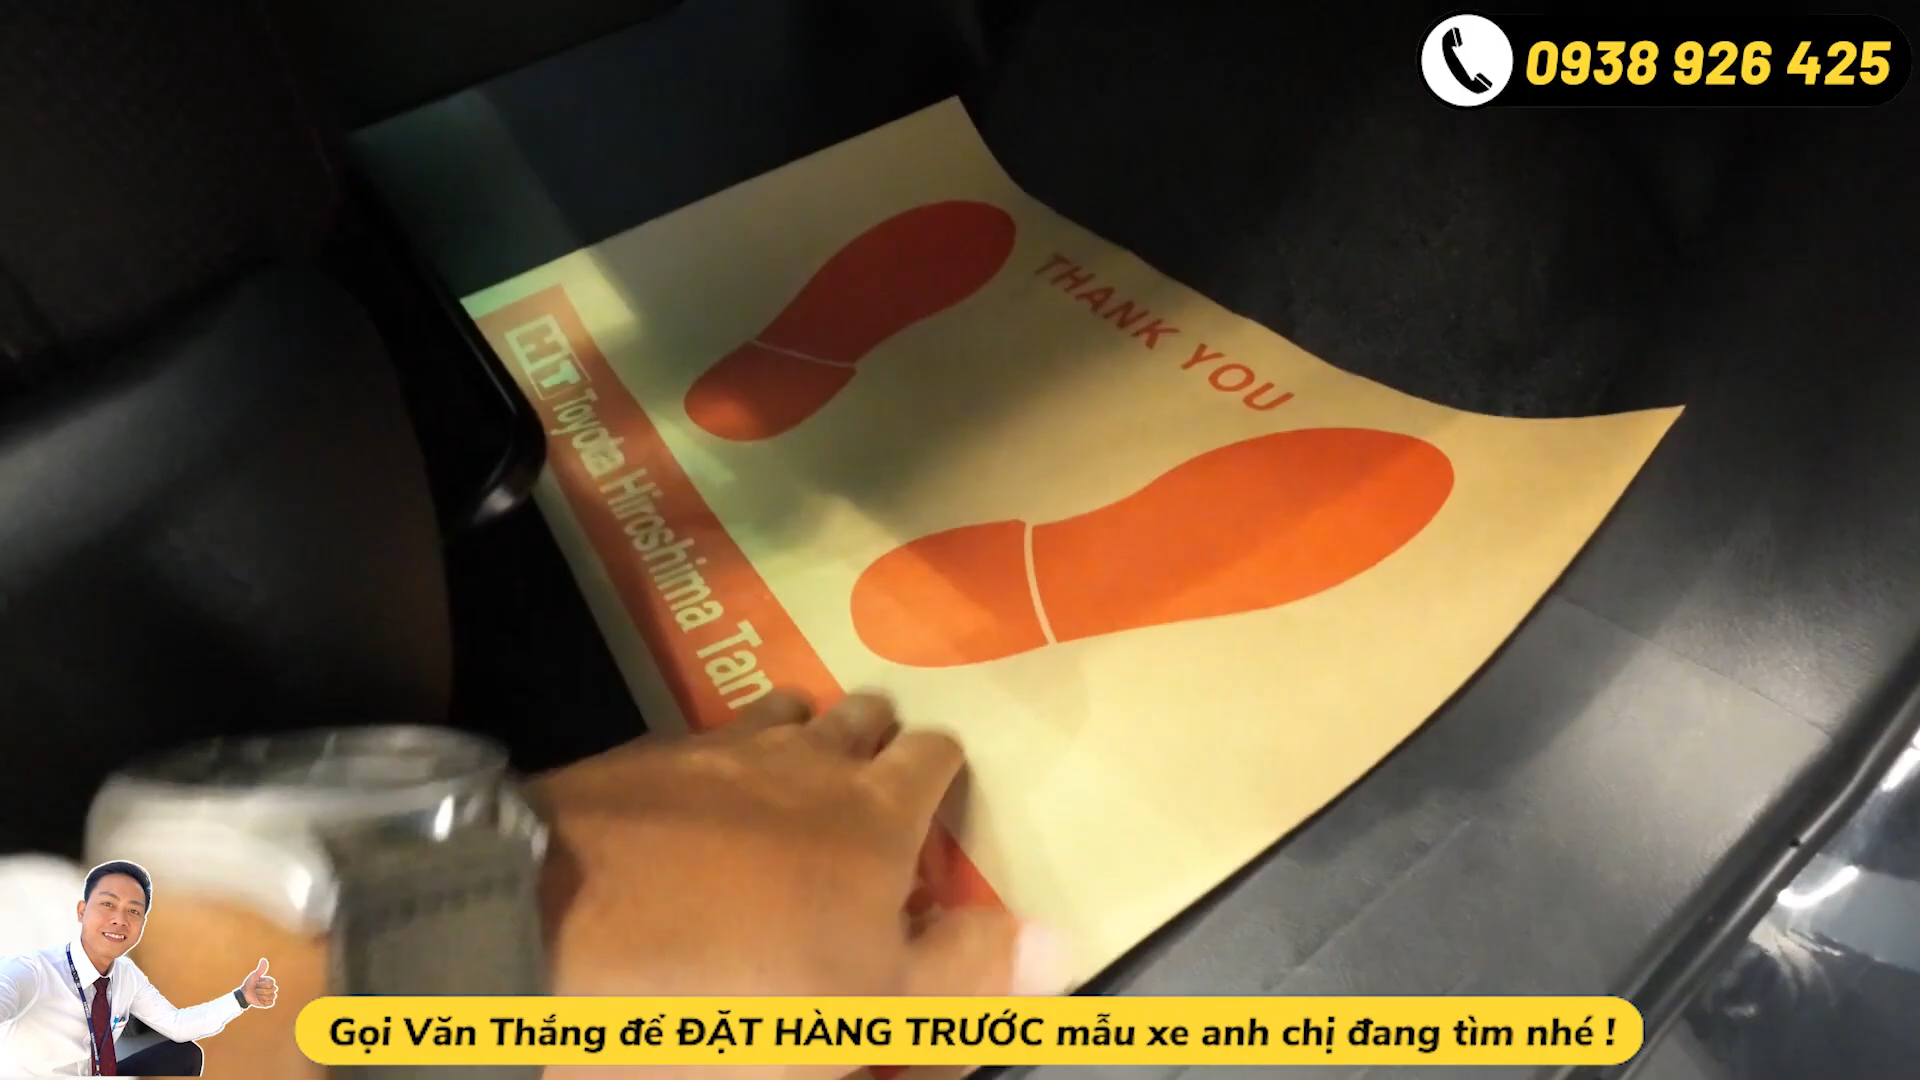 0938 926 425
THANK YOU
HT Toyota Hiroshima Tan
Gọi Văn Thắng để ĐẶT HÀNG TRƯỚC mẫu xe anh chị đang tìm nhé !